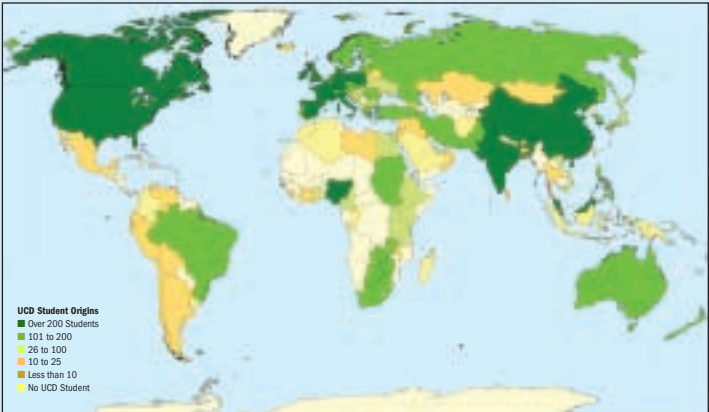 UCD Student Origins
Over 200 Students
101 to 200
26 to 100
10 to 25
Less than 10
No UCD Student